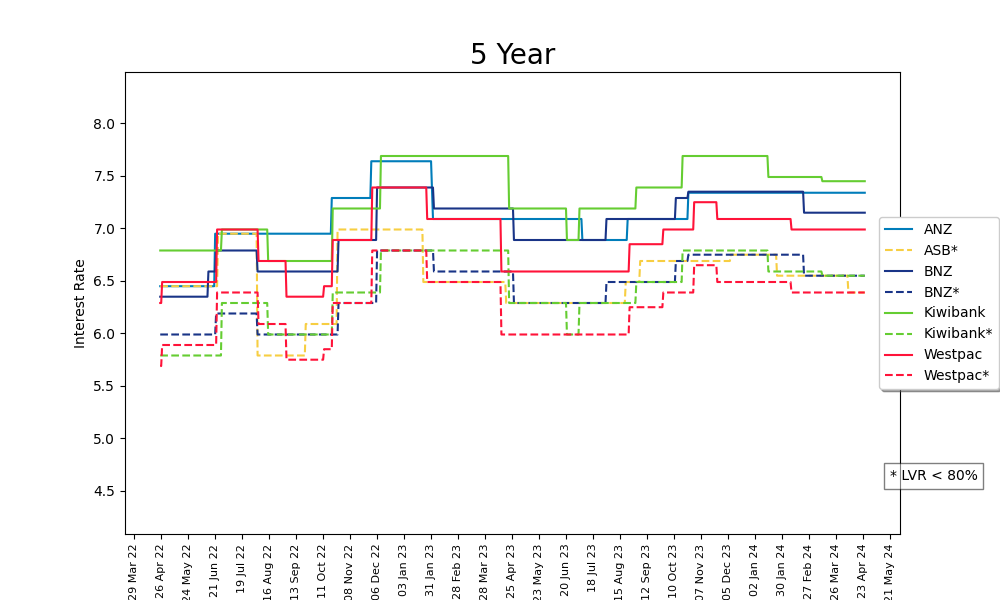 5 Year
Interest Rate
8.0
7.5
7.0
6.5
6.0
5.5
5.0
4.5
ANZ
ASB*
BNZ
BNZ*
Kiwibank
Kiwibank*
Westpac
Westpac*
* LVR < 80%
29 Mar 22
26 Apr 22
24 May 22
21 Jun 22
19 Jul 22
16 Aug 22
13 Sep 22
11 Oct 22
08 Nov 22
06 Dec 22
03 Jan 23
31 Jan 23
28 Feb 23
28 Mar 23
25 Apr 23
23 May 23
20 Jun 23
18 Jul 23
15 Aug 23
12 Sep 23
10 Oct 23
07 Nov 23
05 Dec 23
02 Jan 24
30 Jan 24
27 Feb 24
26 Mar 24
23 Apr 24
21 May 24